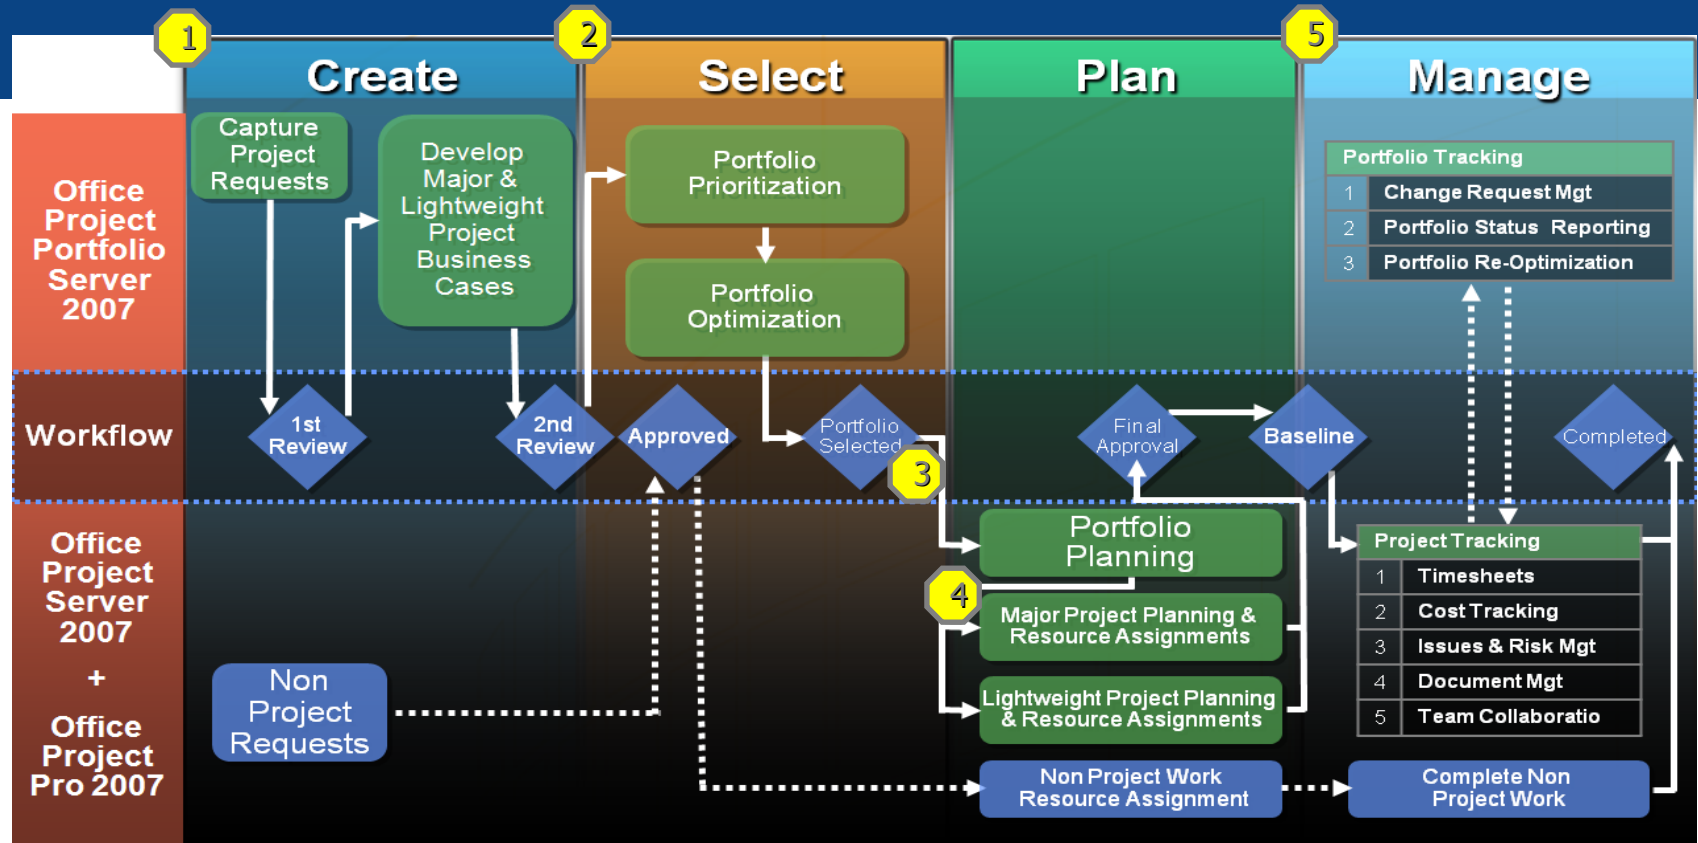 1
2
5
Create
Select
Plan
Manage
Office
Project
Portfolio
Server
2007
Capture
Project
Requests
Develop
Major &
Lightweight
Project
Business
Cases
Portfolio
Prioritization
Portfolio
Optimization
Portfolio Tracking
1 Change Request Mgt
2 Portfolio Status Reporting
3 Portfolio Re-Optimization
Workflow
1st
Review
2nd
Review
Approved
Portfolio
Selected
3
Final
Approval
Baseline
Completed
Office
Project
Server
2007
+
Office
Project
Pro 2007
Non
Project
Requests
Portfolio
Planning
4
Major Project Planning &
Resource Assignments
Lightweight Project Planning
& Resource Assignments
Non Project Work
Resource Assignment
Project Tracking
1 Timesheets
2 Cost Tracking
3 Issues & Risk Mgt
4 Document Mgt
5 Team Collaboratio
Complete Non
Project Work